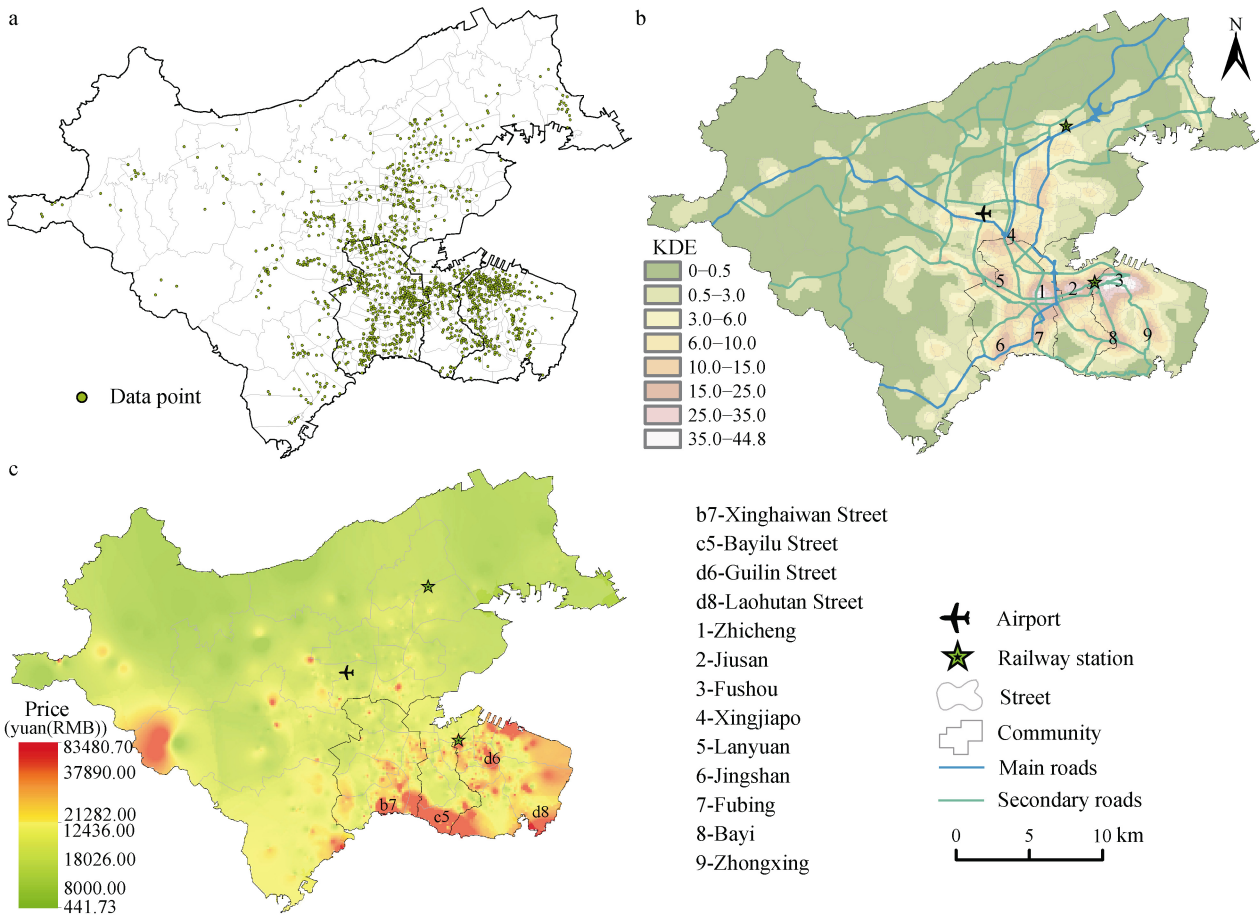 a
Data point
b
N
KDE
0–0.5
0.5–3.0
3.0–6.0
6.0–10.0
10.0–15.0
15.0–25.0
25.0–35.0
35.0–44.8
4
5
1
2
3
6
7
8
9
c
Price
(yuan(RMB))
83480.70
37890.00
21282.00
12436.00
18026.00
8000.00
441.73
b7
c5
d6
d8
b7-Xinghaiwan Street
c5-Bayilu Street
d6-Guilin Street
d8-Laohutan Street
1-Zhicheng
2-Jiusan
3-Fushou
4-Xingjiapo
5-Lanyuan
6-Jingshan
7-Fubing
8-Bayi
9-Zhongxing
Airport
Railway station
Street
Community
Main roads
Secondary roads
0 5 10 km